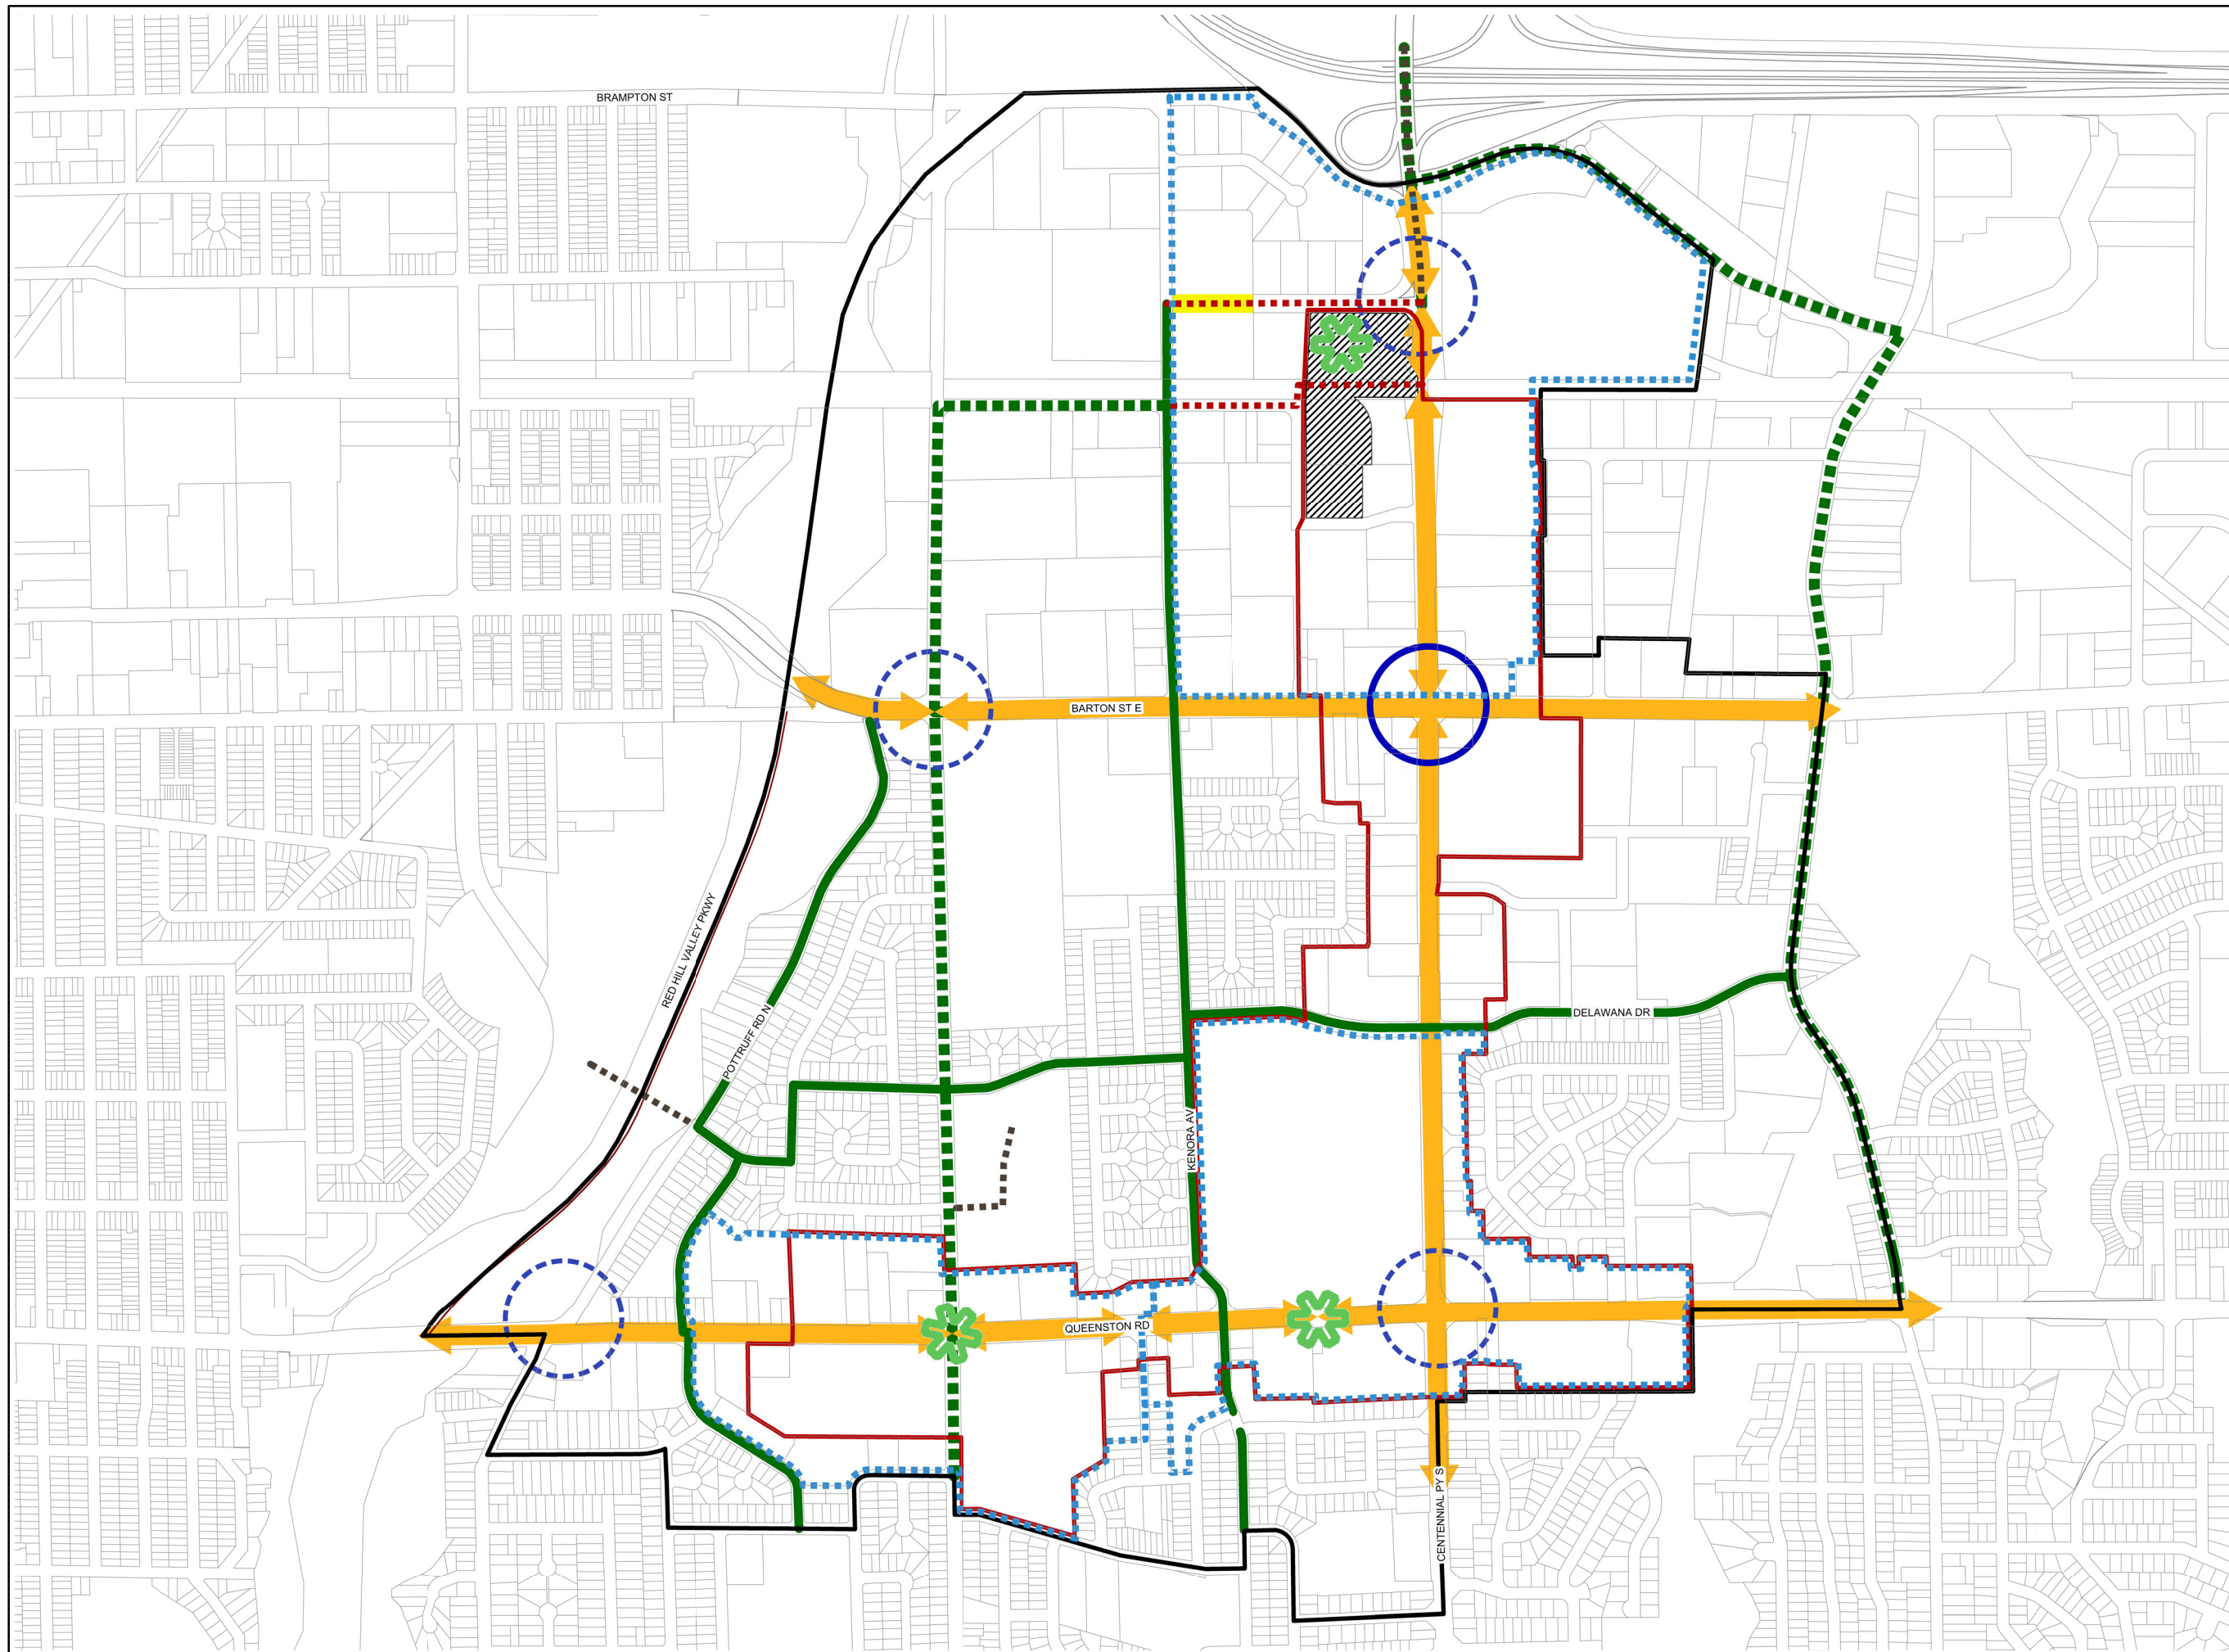 BRAMPTON ST
BARTON ST E
RED HILL VALLEY PKWY
POTTRUFF RD N
DELAWANA DR
KENORA AV
QUEENSTON RD
CENTENNIAL PY S